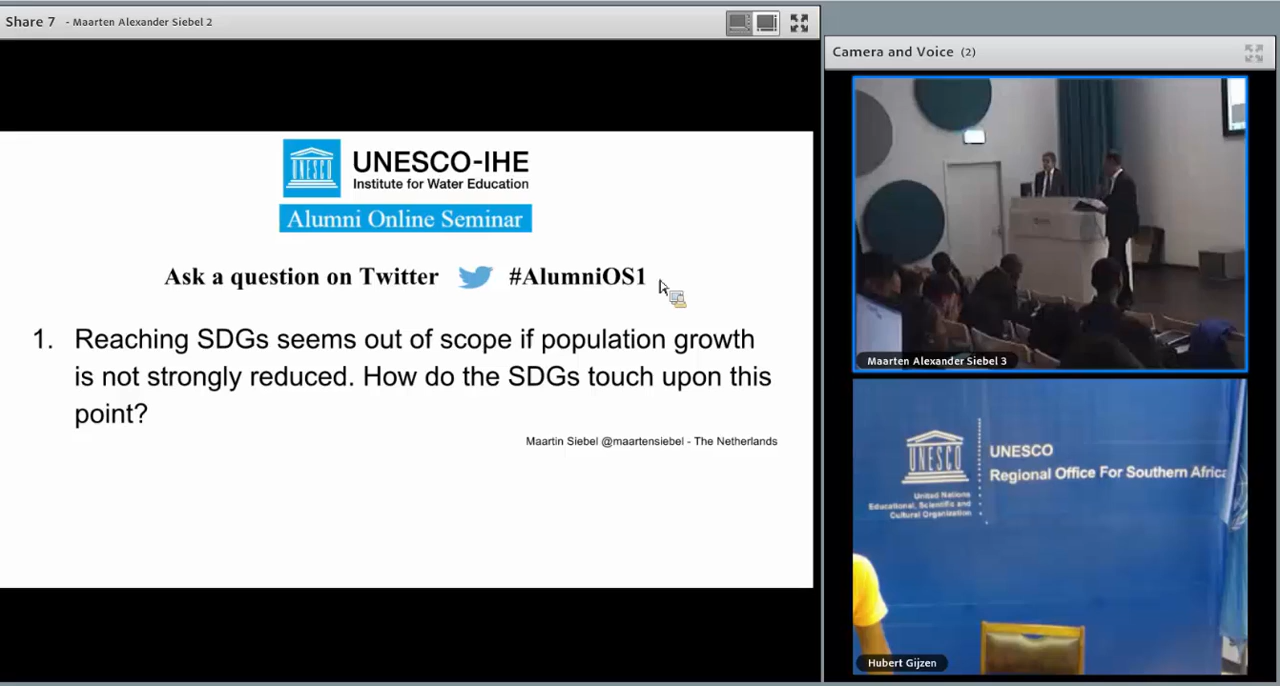 Share 7 - Maarten Alexander Siebel 2
UNESCO
UNESCO-IHE
Institute for Water Education
Alumni Online Seminar
Ask a question on Twitter #AlumniOS1
1. Reaching SDGs seems out of scope if population growth
is not strongly reduced. How do the SDGs touch upon this
point?
Maartin Siebel @maartensiebel - The Netherlands
Camera and Voice (2)
Maarten Alexander Siebel 3
UNESCO
United Nations
Educational, Scientific and
Cultural Organization
UNESCO
Regional Office For Southern Africa
Hubert Gijzen